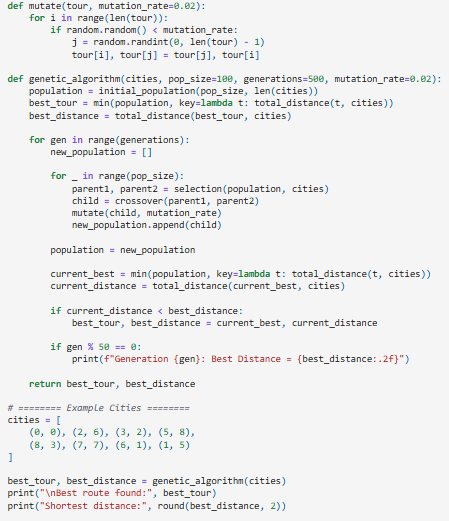 def mutate(tour, mutation_rate=0.02):
    for i in range(len(tour)):
        if random.random() < mutation_rate:
            j = random.randint(0, len(tour) - 1)
            tour[i], tour[j] = tour[j], tour[i]

def genetic_algorithm(cities, pop_size=100, generations=500, mutation_rate=0.02):
    population = initial_population(pop_size, len(cities))
    best_tour = min(population, key=lambda t: total_distance(t, cities))
    best_distance = total_distance(best_tour, cities)

    for gen in range(generations):
        new_population = []

        for _ in range(pop_size):
            parent1, parent2 = selection(population, cities)
            child = crossover(parent1, parent2)
            mutate(child, mutation_rate)
            new_population.append(child)

        population = new_population

        current_best = min(population, key=lambda t: total_distance(t, cities))
        current_distance = total_distance(current_best, cities)

        if current_distance < best_distance:
            best_tour, best_distance = current_best, current_distance

        if gen % 50 == 0:
            print(f"Generation {gen}: Best Distance = {best_distance:.2f}")

    return best_tour, best_distance

# ======== Example Cities ========
cities = [
    (0, 0), (2, 6), (3, 2), (5, 8),
    (8, 3), (7, 7), (6, 1), (1, 5)
]

best_tour, best_distance = genetic_algorithm(cities)
print("\nBest route found:", best_tour)
print("Shortest distance:", round(best_distance, 2))